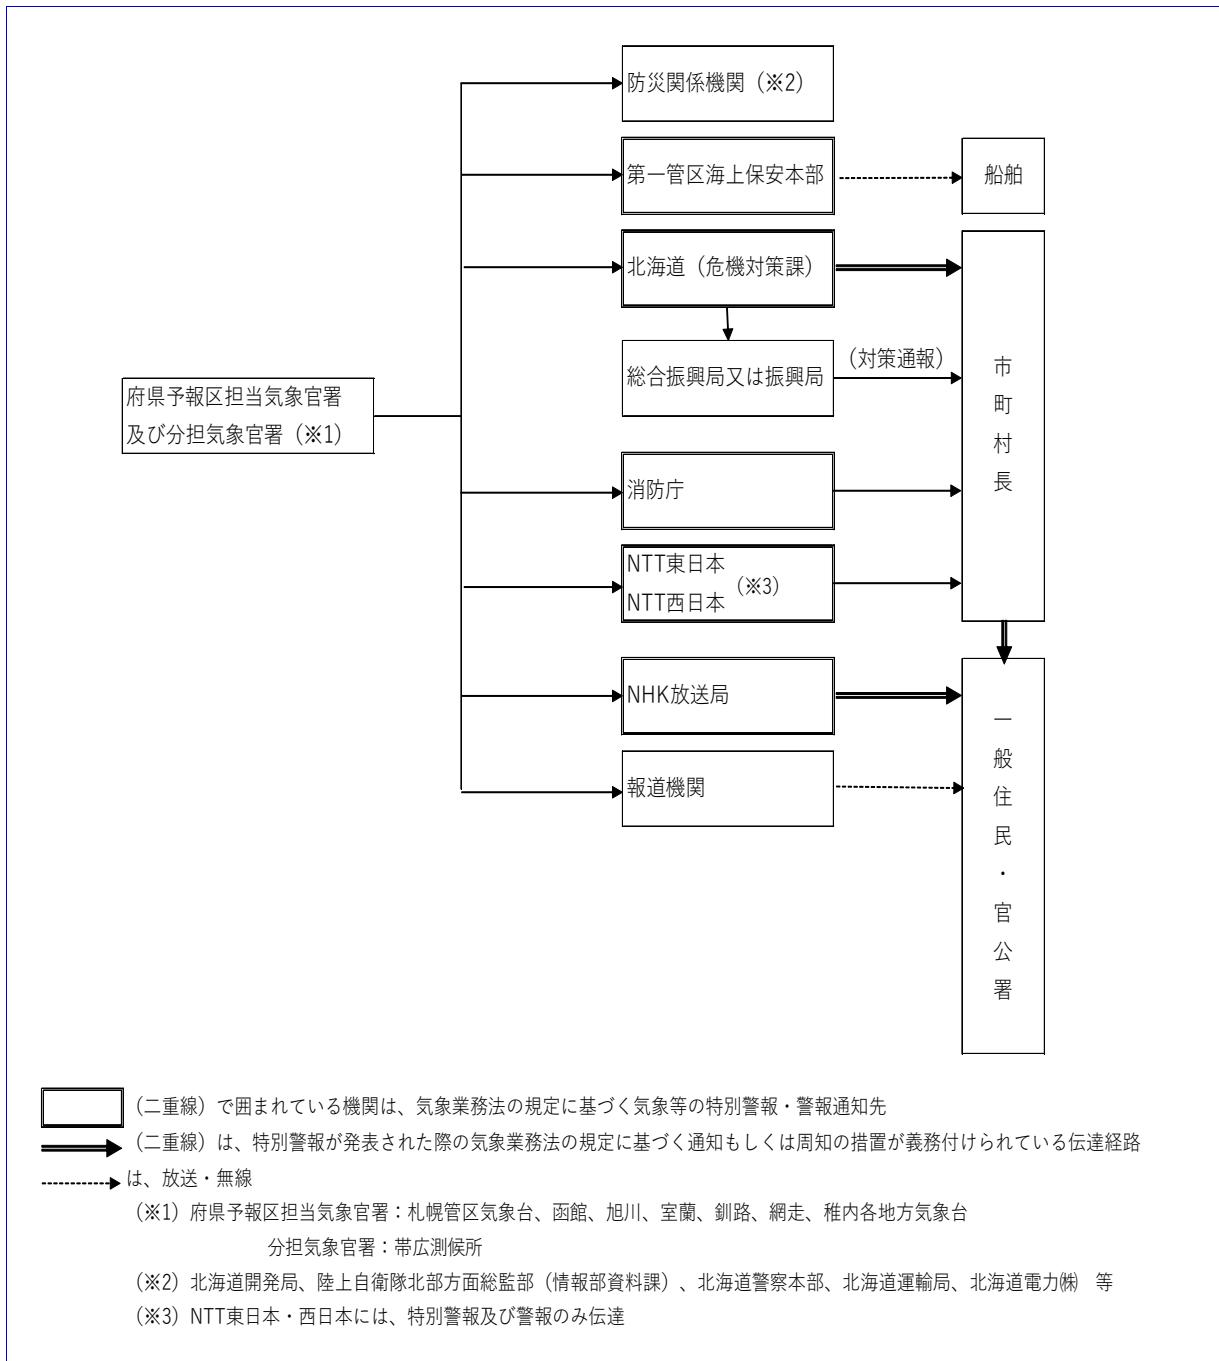 防災関係機関（※2）
第一管区海上保安本部
船舶
北海道（危機対策課）
総合振興局又は振興局
（対策通報）
市町村長
府県予報区担当気象官署
及び分担気象官署（※1）
消防庁
NTT東日本
NTT西日本
（※3）
NHK放送局
報道機関
一般住民・官公署
（二重線）で囲まれている機関は、気象業務法の規定に基づく気象等の特別警報・警報通知先
（二重線）は、特別警報が発表された際の気象業務法の規定に基づく通知もしくは周知の措置が義務付けられている伝達経路
は、放送・無線
（※1）府県予報区担当気象官署：札幌管区気象台、函館、旭川、室蘭、釧路、網走、稚内各地方気象台
分担気象官署：帯広測候所
（※2）北海道開発局、陸上自衛隊北部方面総監部（情報部資料課）、北海道警察本部、北海道運輸局、北海道電力㈱　等
（※3）NTT東日本・西日本には、特別警報及び警報のみ伝達